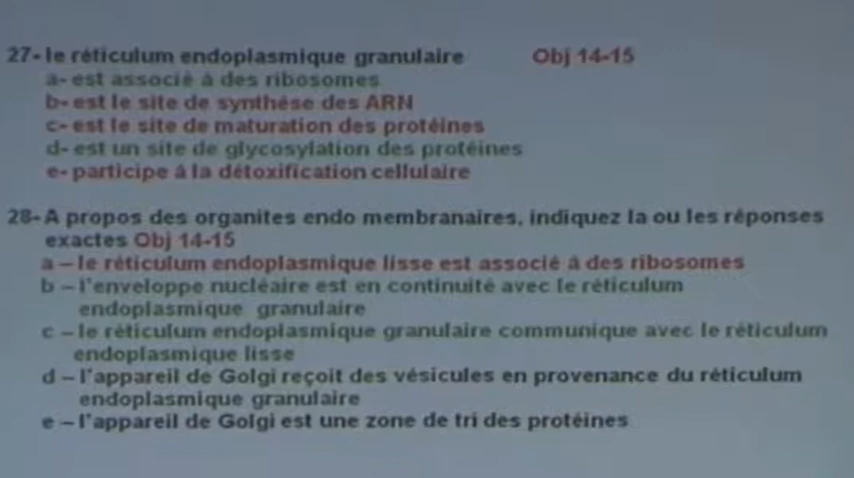 27- le réticulum endoplasmique granulaire Obj 14-15
a- est associé à des ribosomes
b- est le site de synthèse des ARN
c- est le site de maturation des protéines
d- est un site de glycosylation des protéines
e- participe à la détoxification cellulaire
28- A propos des organites endo membranaires, indiquez la ou les réponses
exactes Obj 14-15
a – le réticulum endoplasmique lisse est associé à des ribosomes
b – l'enveloppe nucléaire est en continuité avec le réticulum
endoplasmique granulaire
c – le réticulum endoplasmique granulaire communique avec le réticulum
endoplasmique lisse
d – l'appareil de Golgi reçoit des vésicules en provenance du réticulum
endoplasmique granulaire
e – l'appareil de Golgi est une zone de tri des protéines